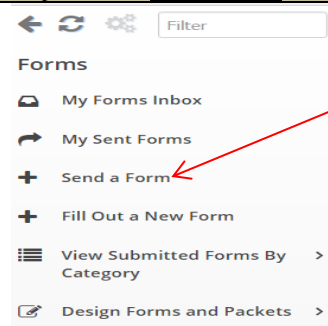 Filter
Forms
My Forms Inbox
My Sent Forms
Send a Form
Fill Out a New Form
View Submitted Forms By
Category
Design Forms and Packets